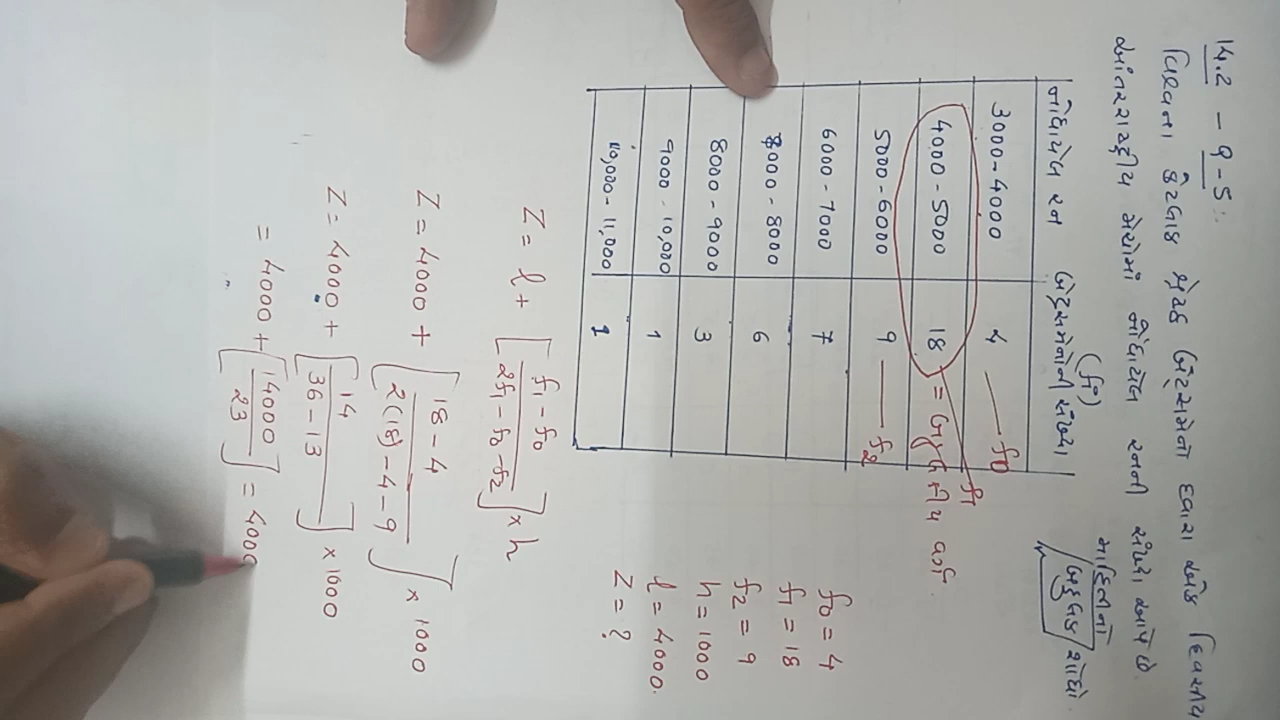 14.2 - Q-5:
વિશ્વના કેટલાક શ્રેષ્ઠ બેટ્સમેનો દ્વારા એક દિવસીય
આંતરરાષ્ટ્રીય મેચોમાં નોંધાયેલ રનની સંખ્યા આપે છે.
માહિતીનો
બહુલક શોધો.
નોંધાયેલ રન બેટ્સમેનોની સંખ્યા
(fi)
3000-4000 4 f0
4000-5000 18 = બહુલકીય વર્ગ. f1
5000-6000 9 f2
6000-7000 7
8000-8000 6
8000-9000 3
9000-10,000 1
10,000-11,000 1
f0 = 4
f1 = 18
f2 = 9
h = 1000
l = 4000.
Z = ?
Z = l + [f1 - f0 / 2f1 - f0 - f2] × h
Z = 4000 + [18 - 4 / 2(18) - 4 - 9] × 1000
Z = 4000 + [14 / 36 - 13] × 1000
= 4000 + [14000 / 23] = 4000